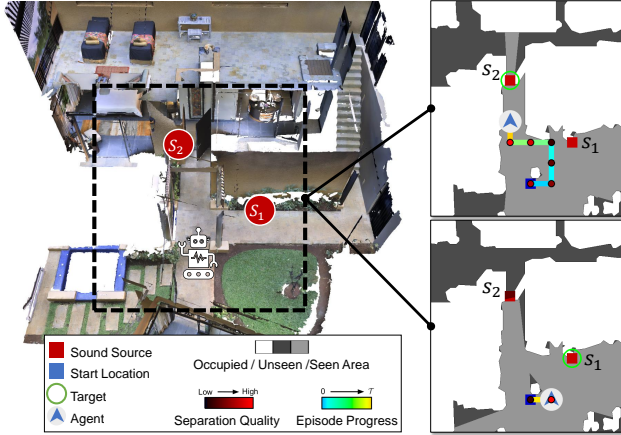 S₂
S₁
S₂
S₁
S₂
S₁
Sound Source
Start Location
Target
Agent
Occupied / Unseen /Seen Area
Low → High
Separation Quality
0 → 𝒯
Episode Progress